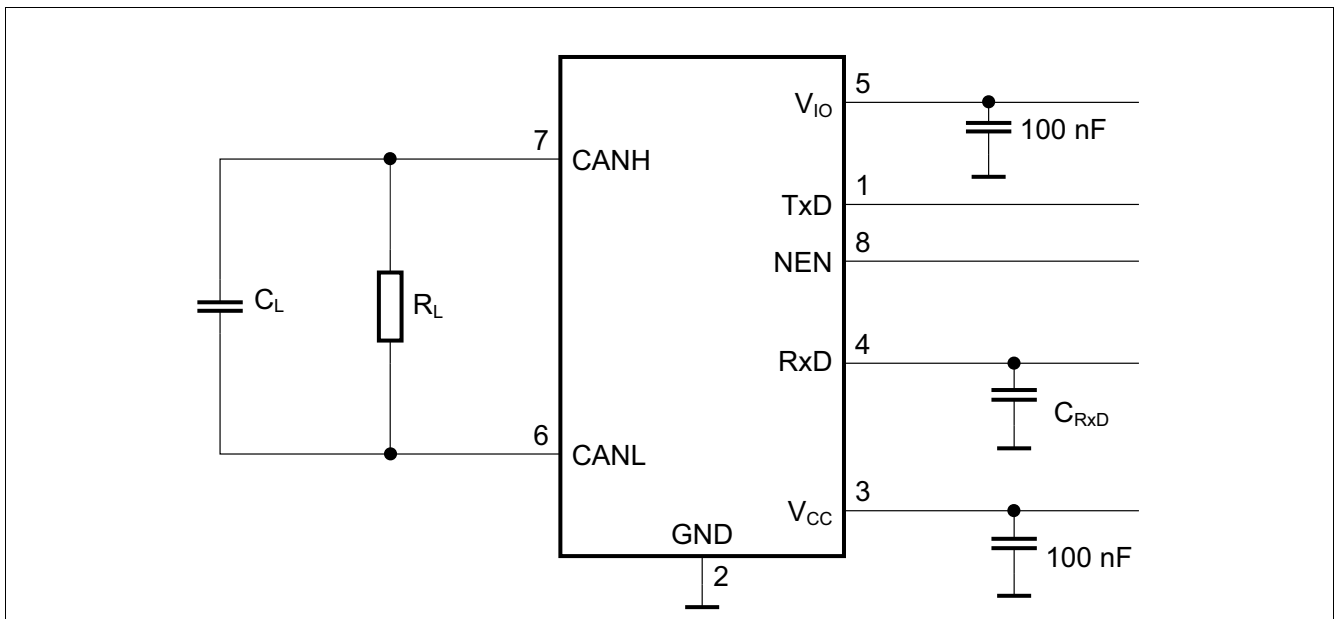 5
V_IO
100 nF
7
CANH
1
TxD
8
NEN
C_L
R_L
4
RxD
C_RxD
6
CANL
3
V_CC
GND
100 nF
2